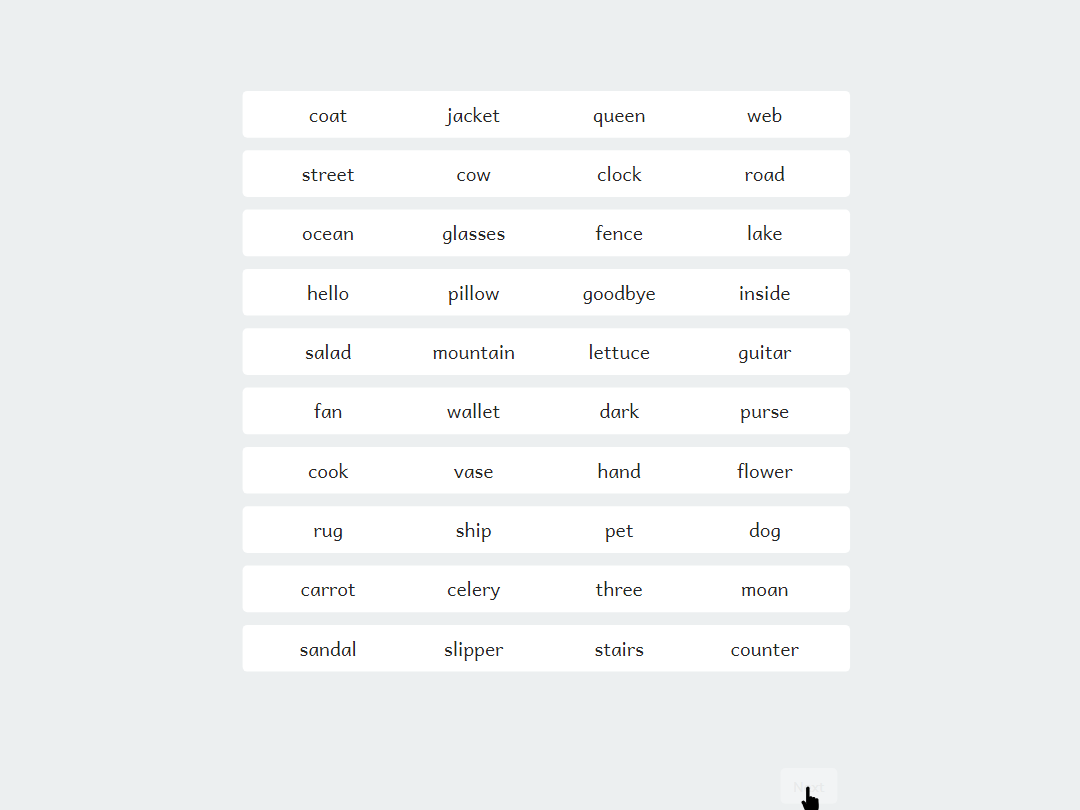 coat jacket queen web
street cow clock road
ocean glasses fence lake
hello pillow goodbye inside
salad mountain lettuce guitar
fan wallet dark purse
cook vase hand flower
rug ship pet dog
carrot celery three moan
sandal slipper stairs counter